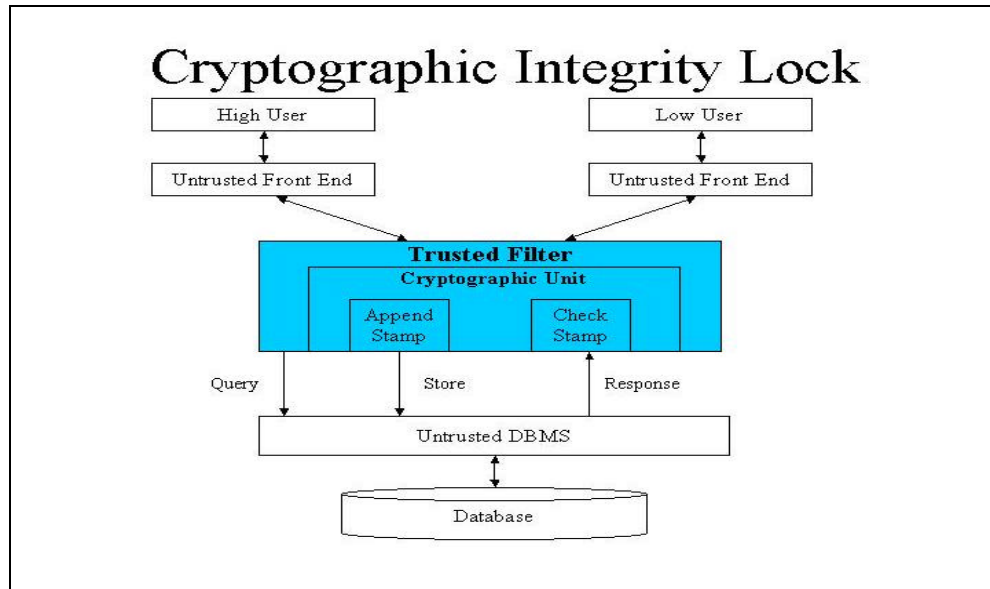 Cryptographic Integrity Lock
High User
Low User
Untrusted Front End
Untrusted Front End
Trusted Filter
Cryptographic Unit
Append
Stamp
Check
Stamp
Query
Store
Response
Untrusted DBMS
Database